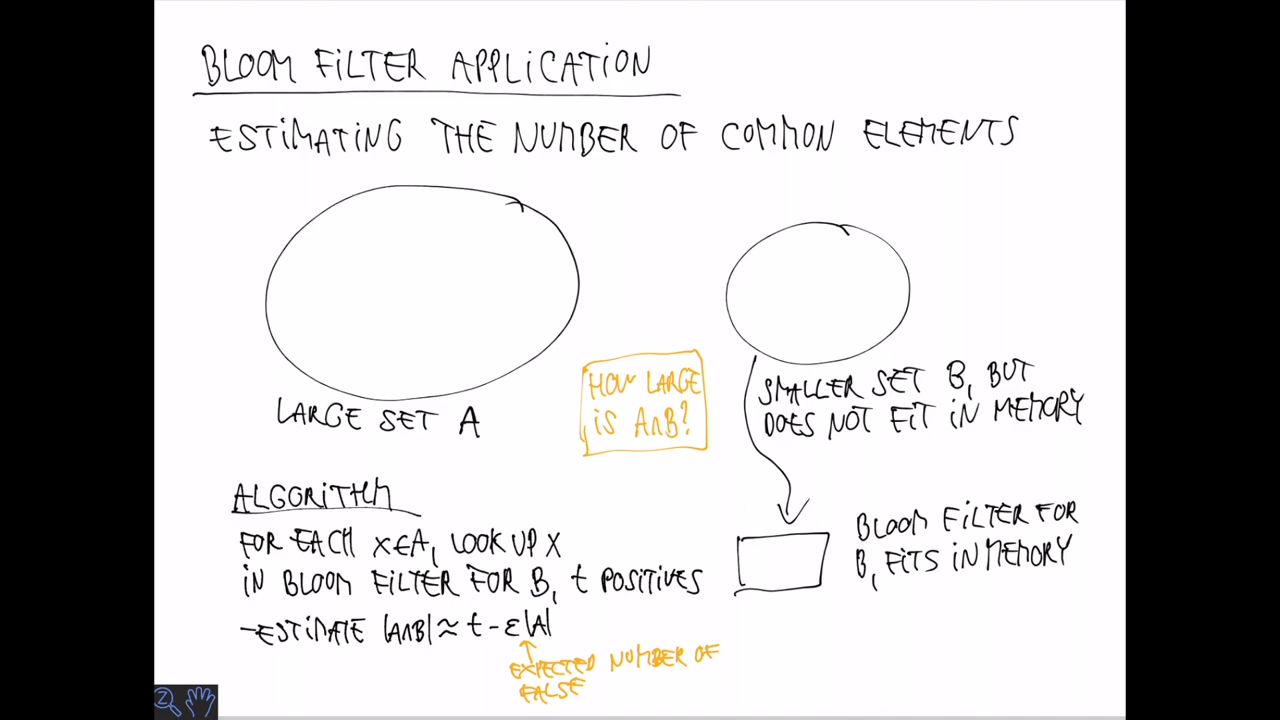 BLOOM FILTER APPLICATION
ESTIMATING THE NUMBER OF COMMON ELEMENTS
LARGE SET A
HOW LARGE
IS A∩B?
SMALLER SET B, BUT
DOES NOT FIT IN MEMORY
BLOOM FILTER FOR
B, FITS IN MEMORY
ALGORITHM
FOR EACH X∈A, LOOK UP X
IN BLOOM FILTER FOR B, t POSITIVES
-ESTIMATE |A∩B| ≈ t - ε|A|
EXPECTED NUMBER OF
FALSE
Z